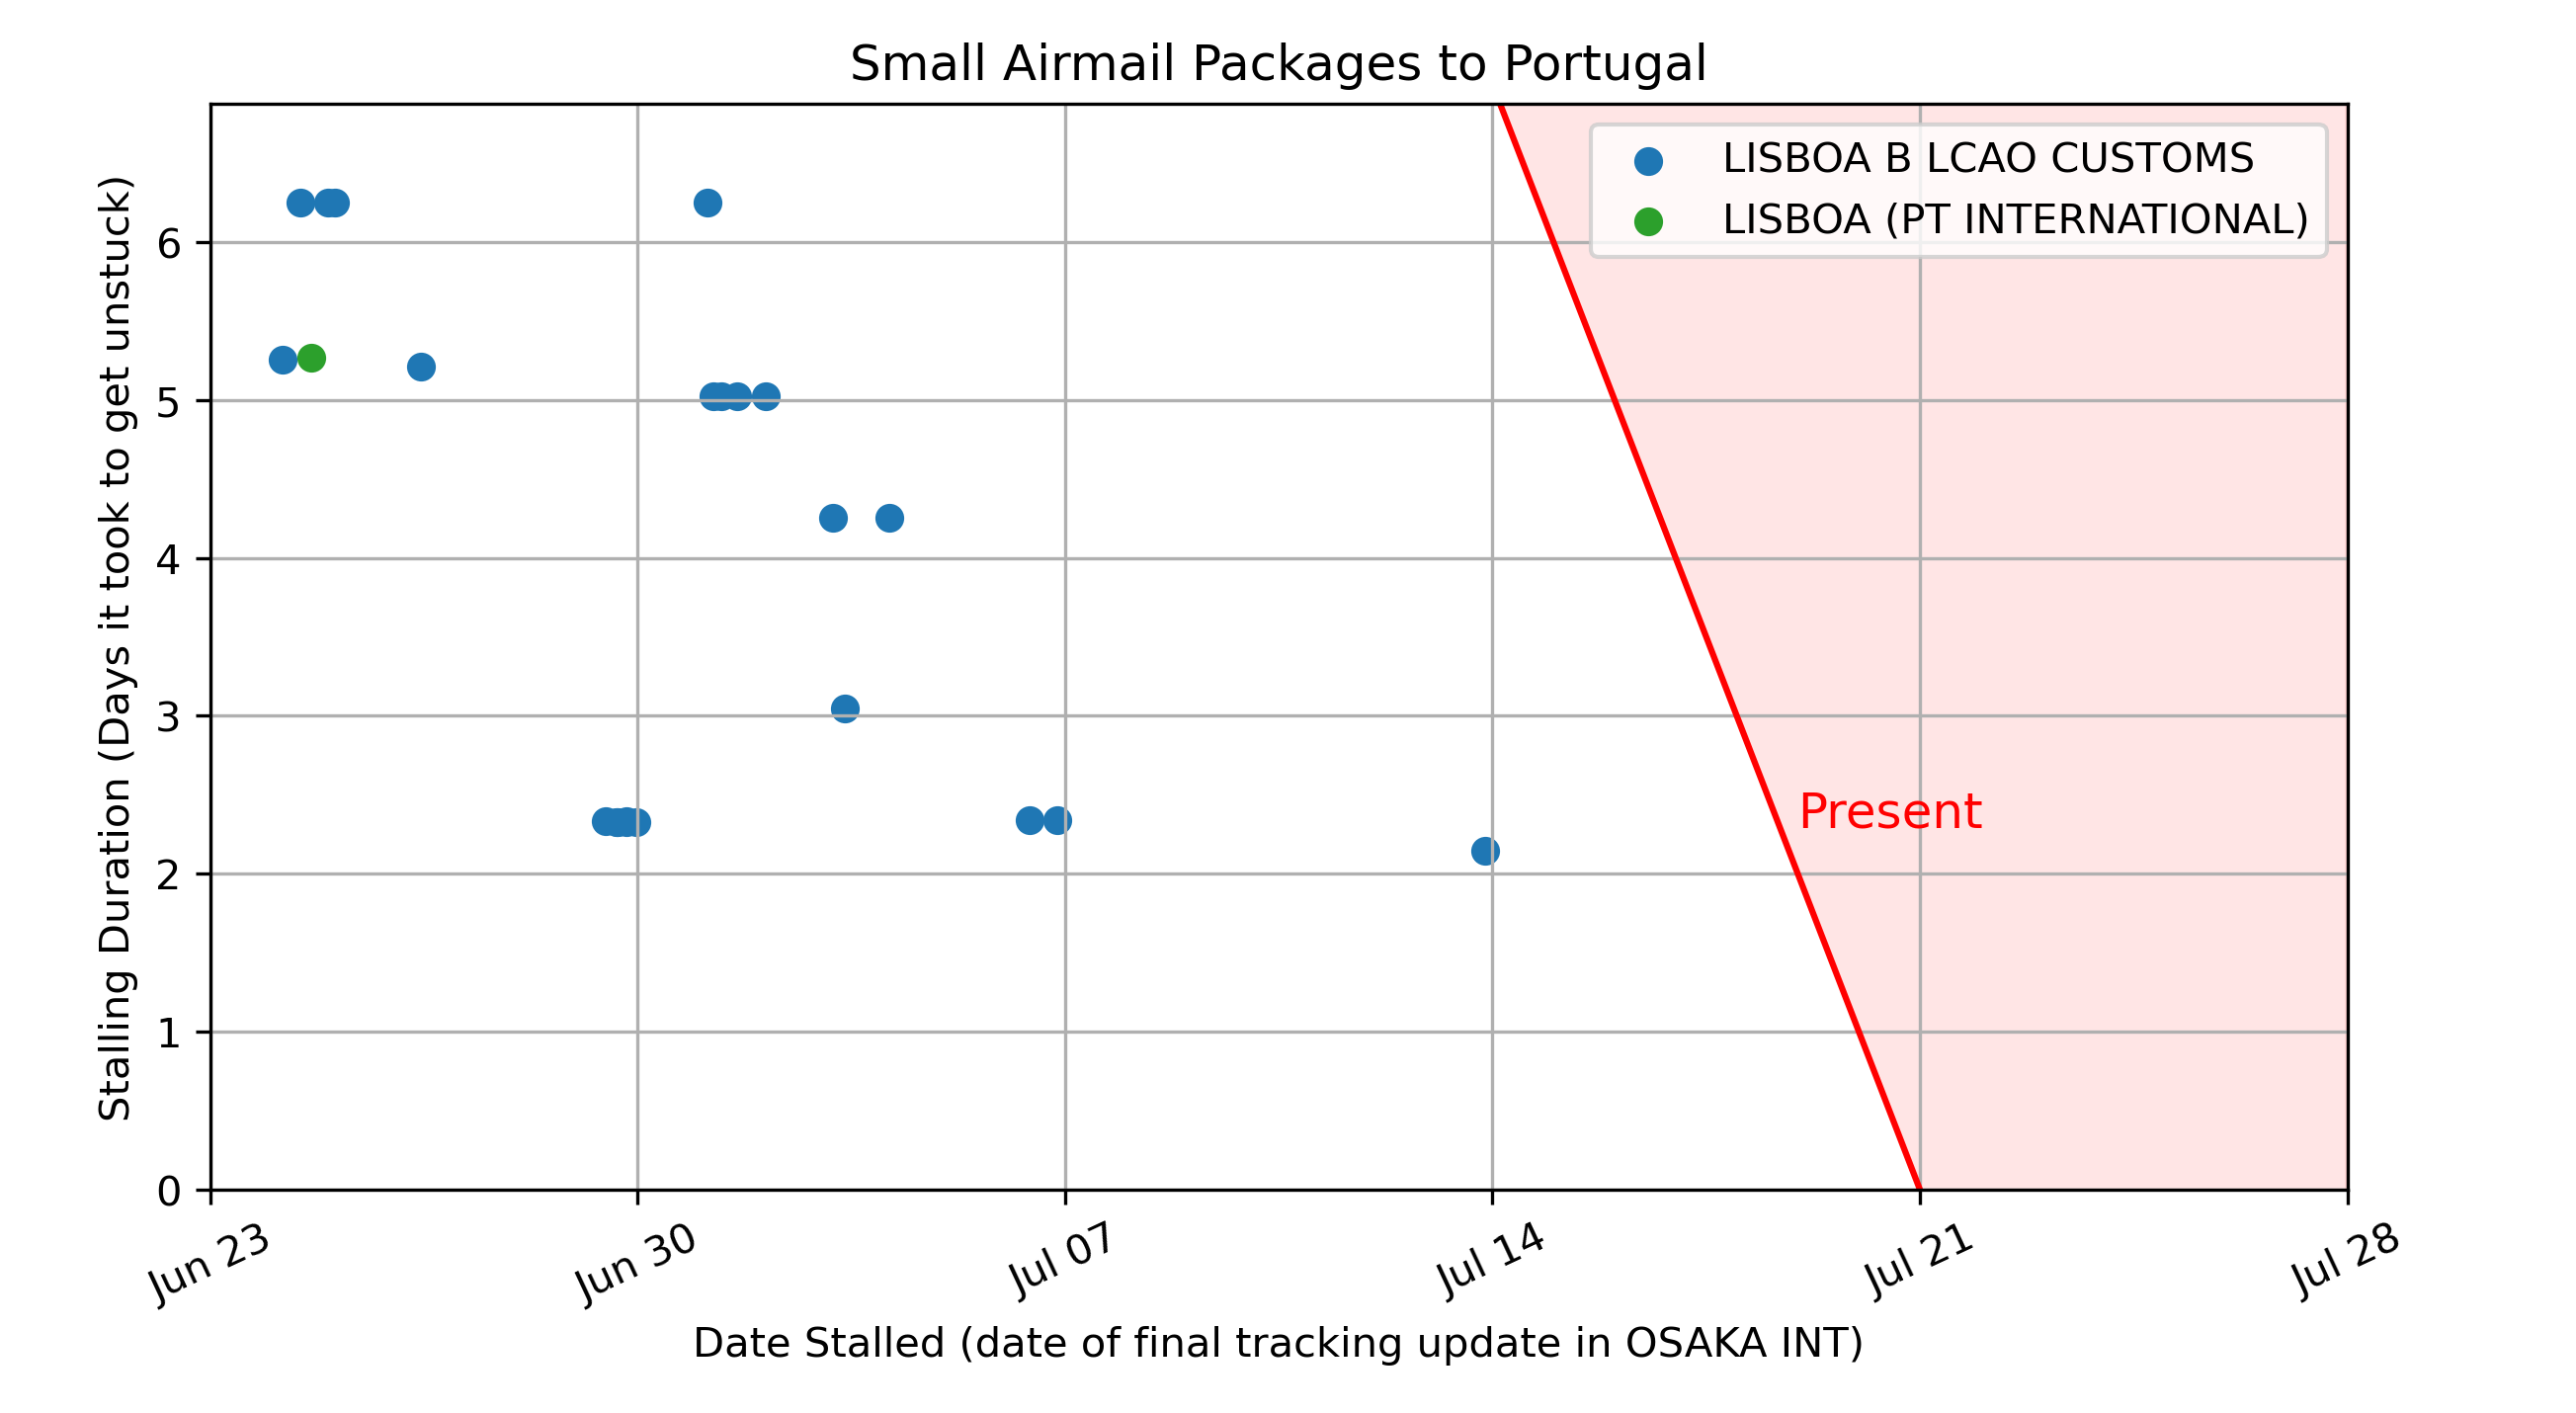 Small Airmail Packages to Portugal
LISBOA B LCAO CUSTOMS
LISBOA (PT INTERNATIONAL)
Stalling Duration (Days it took to get unstuck)
6
5
4
3
2
1
0
Present
Jun 23
Jun 30
Jul 07
Jul 14
Jul 21
Jul 28
Date Stalled (date of final tracking update in OSAKA INT)